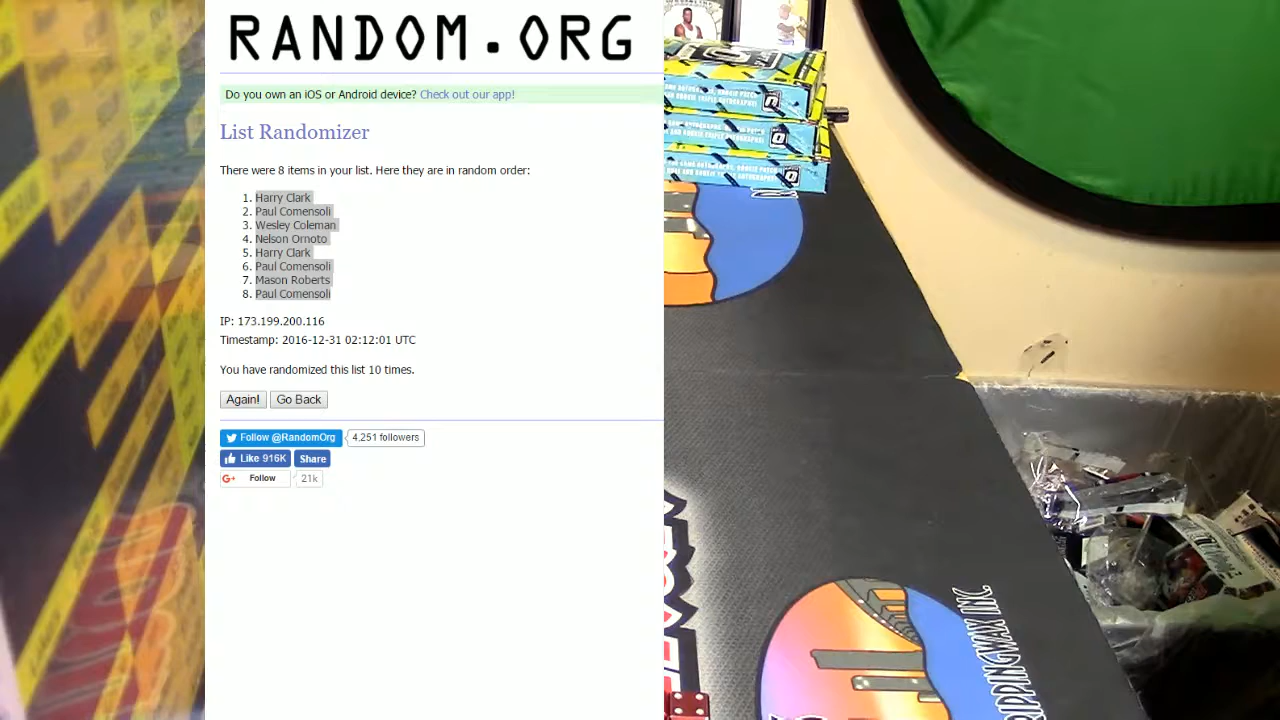 RANDOM.ORG
Do you own an iOS or Android device? Check out our app!
List Randomizer
There were 8 items in your list. Here they are in random order:
1. Harry Clark
2. Paul Comensoli
3. Wesley Coleman
4. Nelson Ornoto
5. Harry Clark
6. Paul Comensoli
7. Mason Roberts
8. Paul Comensoli
IP: 173.199.200.116
Timestamp: 2016-12-31 02:12:01 UTC
You have randomized this list 10 times.
Again! Go Back
Follow @RandomOrg 4,251 followers
Like 916K Share
G+ Follow 21k
RIPPINGWAX INC.